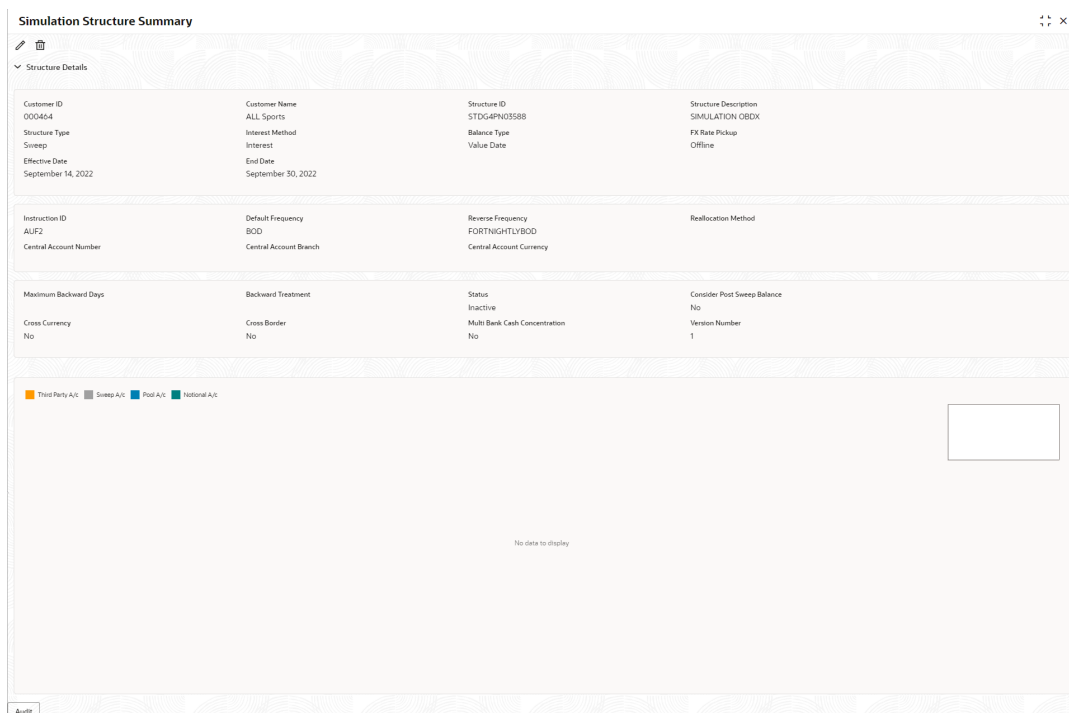 Simulation Structure Summary
Structure Details
Customer ID Customer Name Structure ID Structure Description
000464 ALL Sports STDG4PN03588 SIMULATION OBDX
Structure Type Interest Method Balance Type FX Rate Pickup
Sweep Interest Value Date Offline
Effective Date End Date
September 14, 2022 September 30, 2022
Instruction ID Default Frequency Reverse Frequency Reallocation Method
AUF2 BOD FORTNIGHTLYBOD
Central Account Number Central Account Branch Central Account Currency
Maximum Backward Days Backward Treatment Status Consider Post Sweep Balance
Inactive No
Cross Currency Cross Border Multi Bank Cash Concentration Version Number
No No No 1
Third Party A/c Sweep A/c Pool A/c Notional A/c
No data to display
Audit